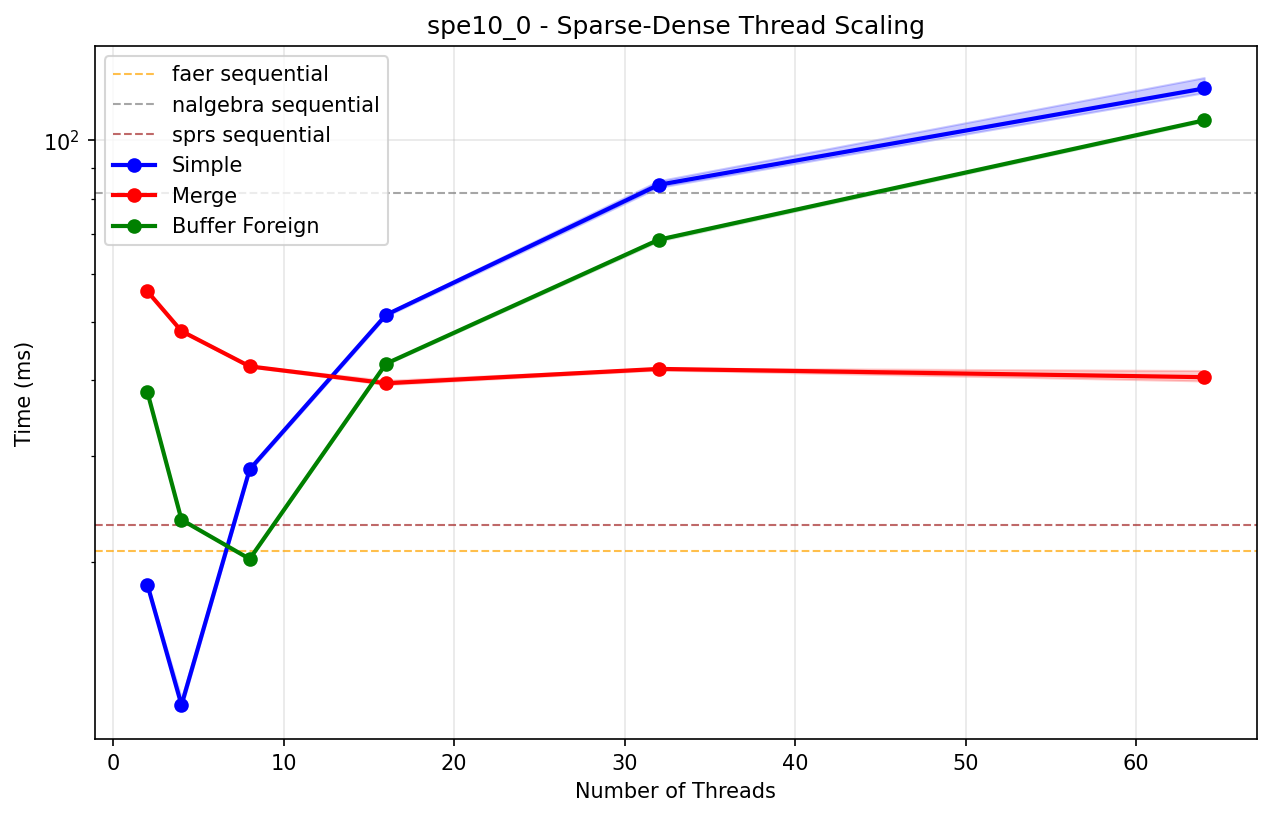 spe10_0 - Sparse-Dense Thread Scaling
faer sequential
nalgebra sequential
sprs sequential
Simple
Merge
Buffer Foreign
10²
Time (ms)
0 10 20 30 40 50 60
Number of Threads